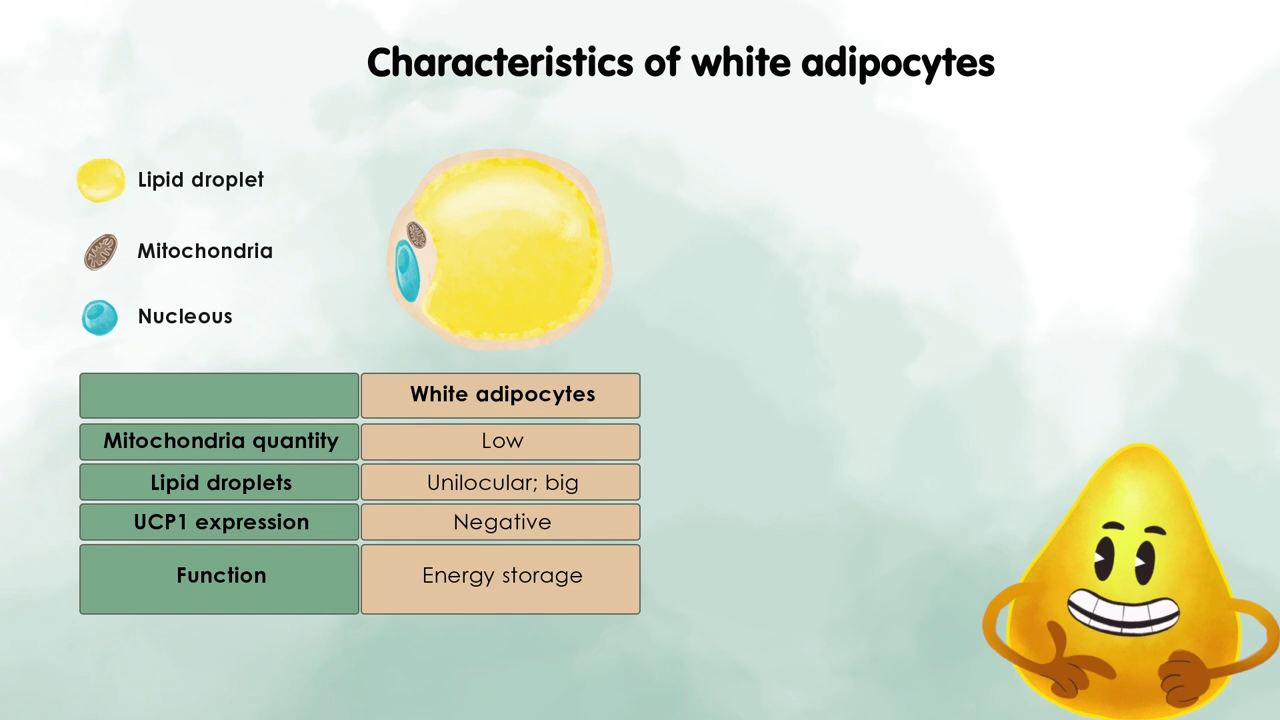 Characteristics of white adipocytes
Lipid droplet
Mitochondria
Nucleous
White adipocytes
Mitochondria quantity Low
Lipid droplets Unilocular; big
UCP1 expression Negative
Function Energy storage